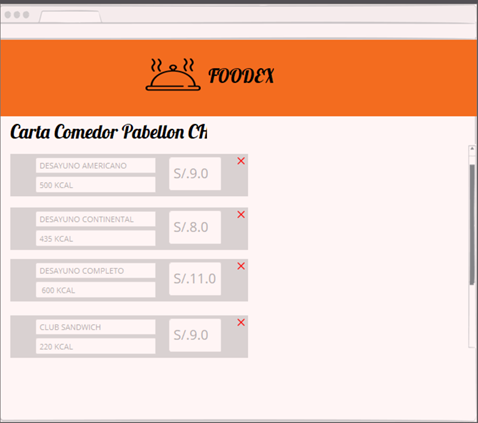 FOODEX
Carta Comedor Pabellon CH
DESAYUNO AMERICANO
500 KCAL
S/.9.0
DESAYUNO CONTINENTAL
435 KCAL
S/.8.0
DESAYUNO COMPLETO
600 KCAL
S/.11.0
CLUB SANDWICH
220 KCAL
S/.9.0